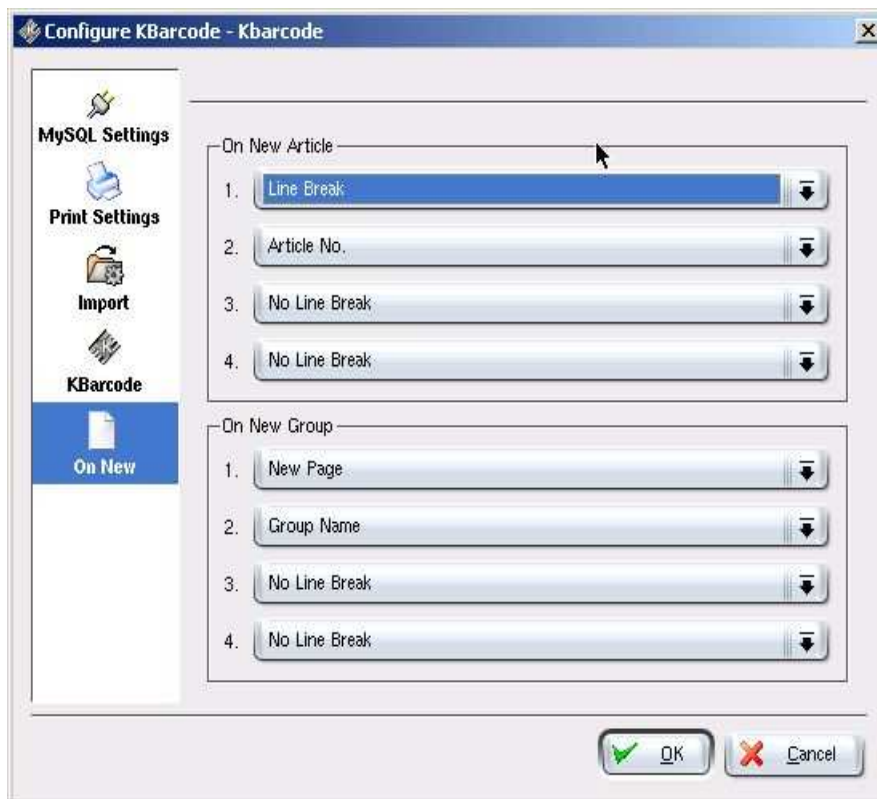 Configure KBarcode - Kbarcode
MySQL Settings
Print Settings
Import
KBarcode
On New
On New Article
1. Line Break
2. Article No.
3. No Line Break
4. No Line Break
On New Group
1. New Page
2. Group Name
3. No Line Break
4. No Line Break
OK
Cancel